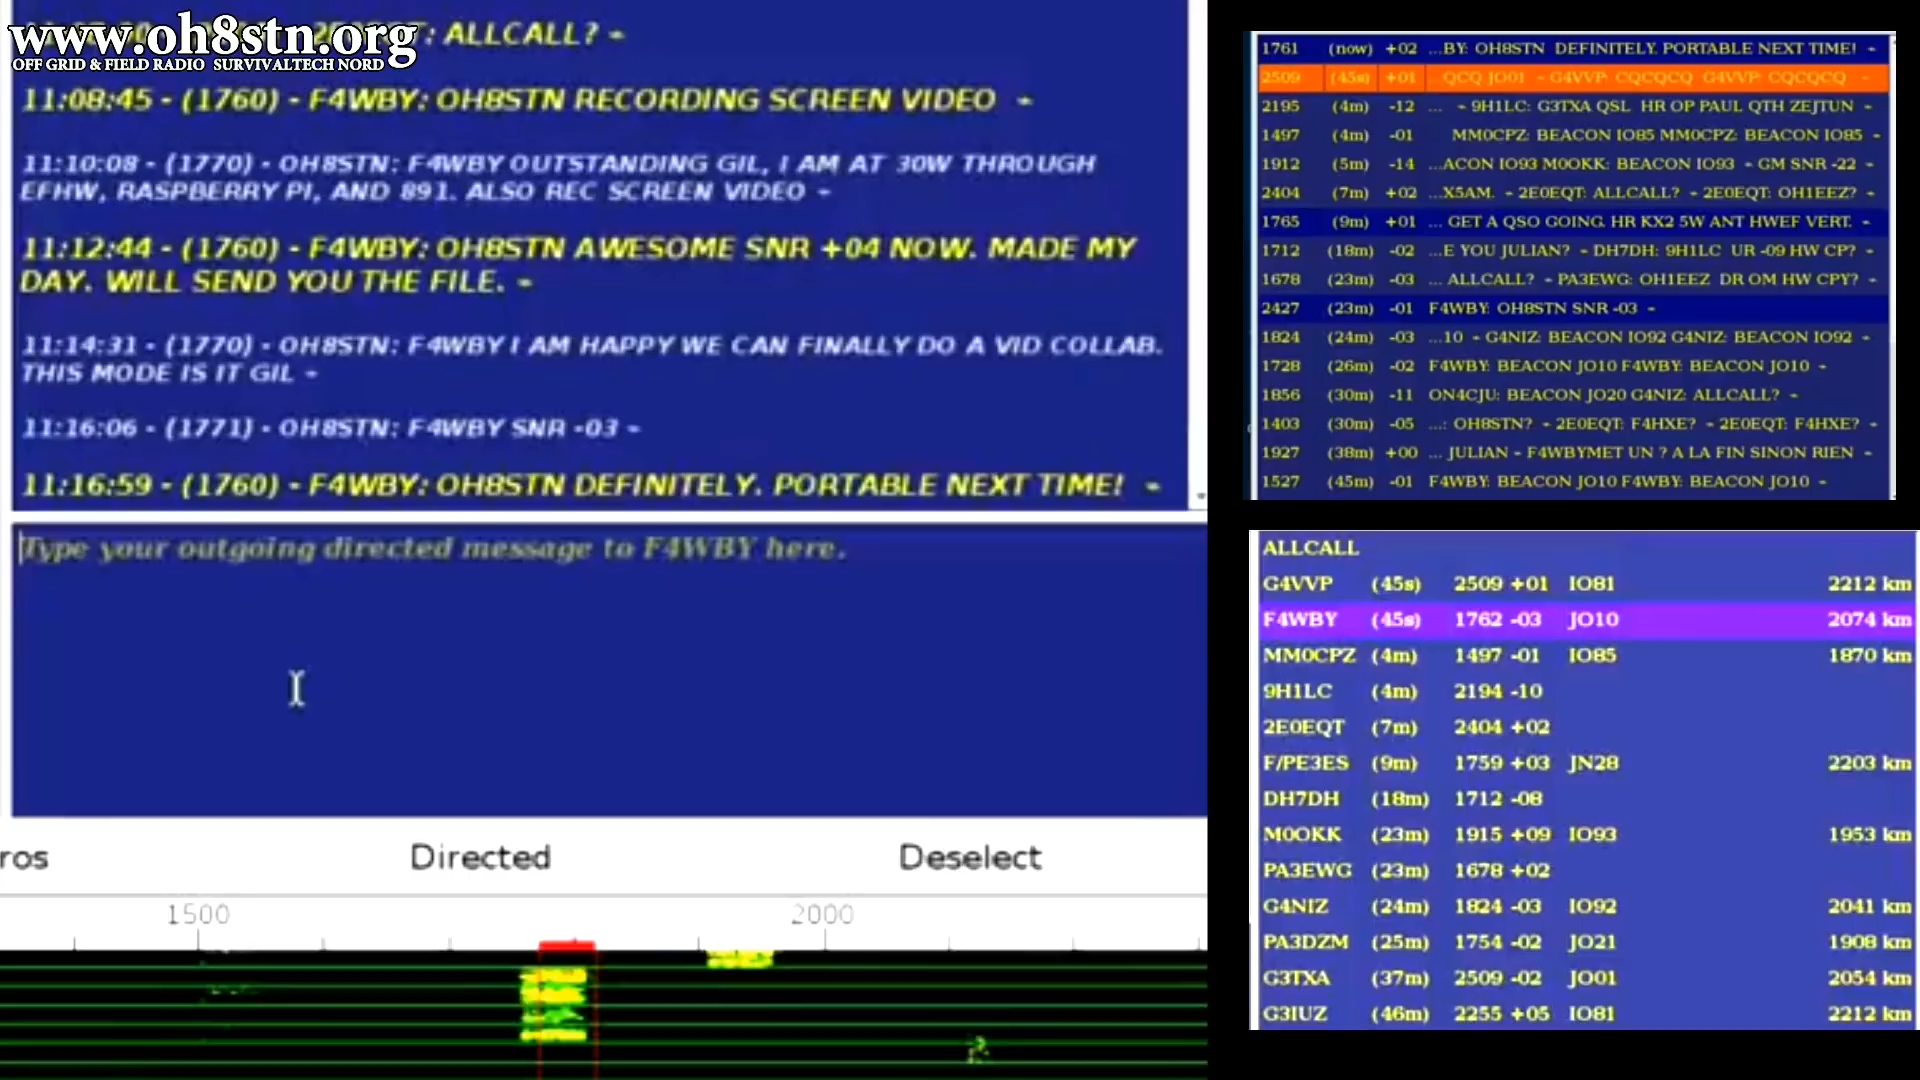 www.oh8stn.org
OFF GRID & FIELD RADIO SURVIVALTECH NORD
: ALLCALL? -
11:08:45 - (1760) - F4WBY: OH8STN RECORDING SCREEN VIDEO -
11:10:08 - (1770) - OH8STN: F4WBY OUTSTANDING GIL, I AM AT 30W THROUGH
EFHW, RASPBERRY PI, AND 891. ALSO REC SCREEN VIDEO -
11:12:44 - (1760) - F4WBY: OH8STN AWESOME SNR +04 NOW. MADE MY
DAY. WILL SEND YOU THE FILE. -
11:14:31 - (1770) - OH8STN: F4WBY I AM HAPPY WE CAN FINALLY DO A VID COLLAB.
THIS MODE IS IT GIL -
11:16:06 - (1771) - OH8STN: F4WBY SNR -03 -
11:16:59 - (1760) - F4WBY: OH8STN DEFINITELY. PORTABLE NEXT TIME! -
Type your outgoing directed message to F4WBY here.
ros Directed Deselect
1500 2000
1761 (now) +02 ...BY: OH8STN DEFINITELY. PORTABLE NEXT TIME! -
2509 (45s) +01 QCQ JO01 - G4VVP: CQCQCQ G4VVP: CQCQCQ -
2195 (4m) -12 ... - 9H1LC: G3TXA QSL HR OP PAUL QTH ZEJTUN -
1497 (4m) -01 MM0CPZ: BEACON IO85 MM0CPZ: BEACON IO85 -
1912 (5m) -14 ...ACON IO93 M0OKK: BEACON IO93 - GM SNR -22 -
2404 (7m) +02 ...X5AM. - 2E0EQT: ALLCALL? - 2E0EQT: OH1EEZ? -
1765 (9m) +01 ... GET A QSO GOING. HR KX2 5W ANT HWEF VERT. -
1712 (18m) -02 ...E YOU JULIAN? - DH7DH: 9H1LC UR -09 HW CP? -
1678 (23m) -03 ... ALLCALL? - PA3EWG: OH1EEZ DR OM HW CPY? -
2427 (23m) -01 F4WBY: OH8STN SNR -03 -
1824 (24m) -03 ...10 - G4NIZ: BEACON IO92 G4NIZ: BEACON IO92 -
1728 (26m) -02 F4WBY: BEACON JO10 F4WBY: BEACON JO10 -
1856 (30m) -11 ON4CJU: BEACON JO20 G4NIZ: ALLCALL? -
1403 (30m) -05 ...: OH8STN? - 2E0EQT: F4HXE? - 2E0EQT: F4HXE? -
1927 (38m) +00 ... JULIAN - F4WBYMET UN ? A LA FIN SINON RIEN -
1527 (45m) -01 F4WBY: BEACON JO10 F4WBY: BEACON JO10 -
ALLCALL
G4VVP (45s) 2509 +01 IO81 2212 km
F4WBY (45s) 1762 -03 JO10 2074 km
MM0CPZ (4m) 1497 -01 IO85 1870 km
9H1LC (4m) 2194 -10
2E0EQT (7m) 2404 +02
F/PE3ES (9m) 1759 +03 JN28 2203 km
DH7DH (18m) 1712 -08
M0OKK (23m) 1915 +09 IO93 1953 km
PA3EWG (23m) 1678 +02
G4NIZ (24m) 1824 -03 IO92 2041 km
PA3DZM (25m) 1754 -02 JO21 1908 km
G3TXA (37m) 2509 -02 JO01 2054 km
G3IUZ (46m) 2255 +05 IO81 2212 km